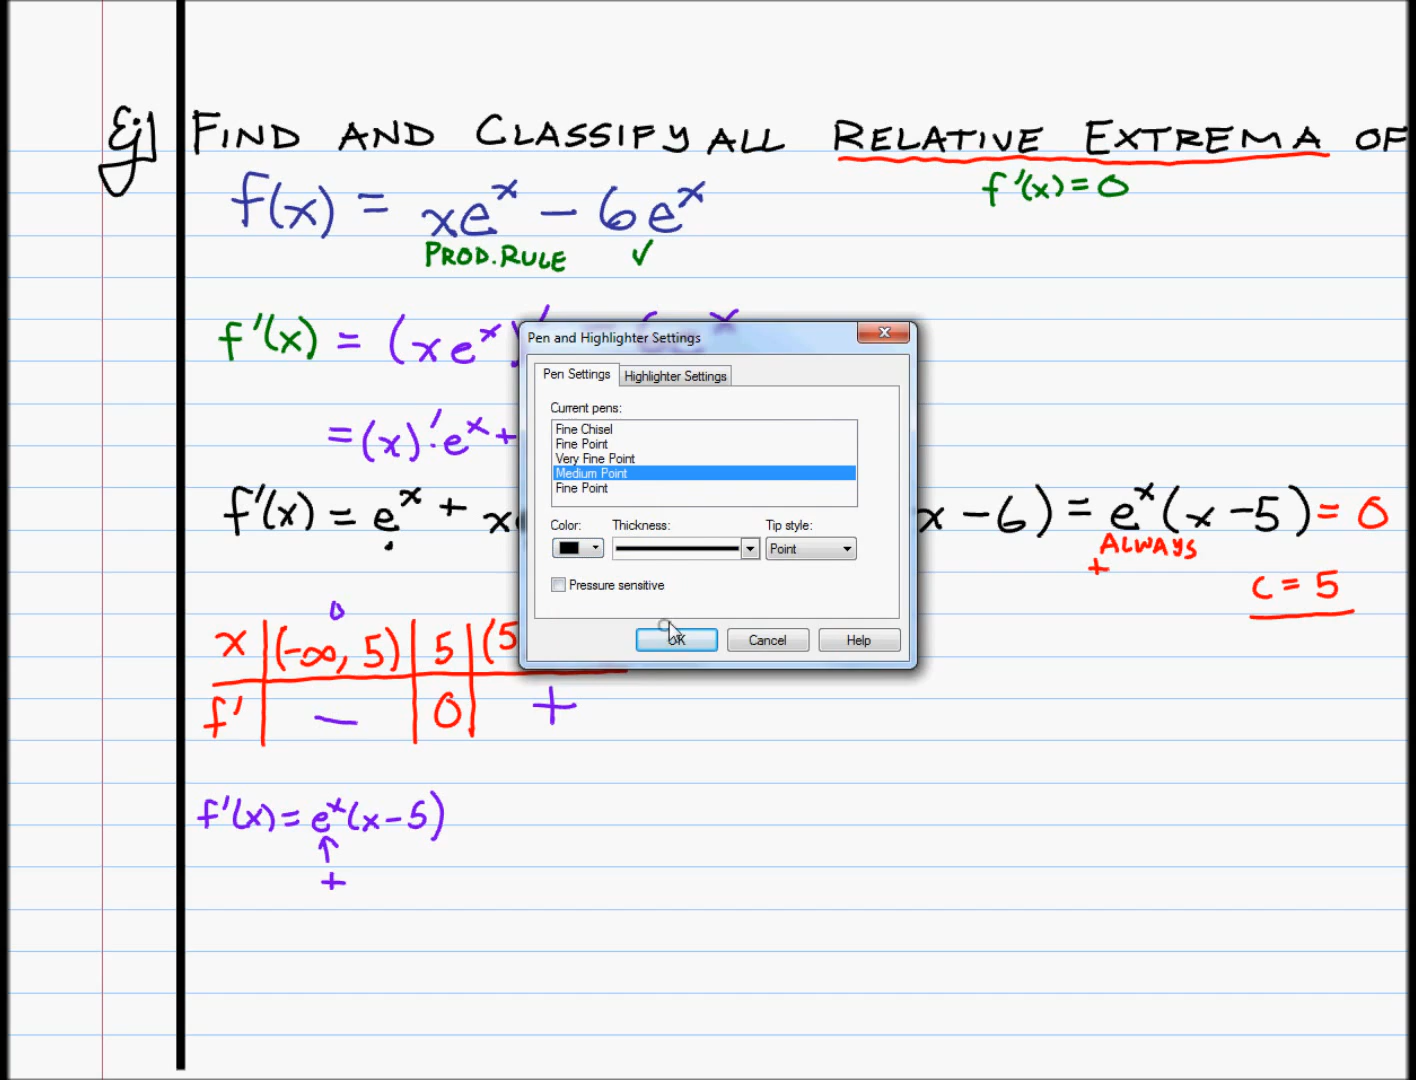 Ej FIND AND CLASSIFY ALL RELATIVE EXTREMA OF
f'(x) = 0
f(x) = xe^x - 6e^x
PROD. RULE ✓
f'(x) = (xe^x)' - 6e^x
= (x)'·e^x +
f'(x) = e^x + x
x - 6) = e^x(x - 5) = 0
ALWAYS
+
c = 5
0
x (-∞, 5) 5 (5
f' — 0 +
f'(x) = e^x(x - 5)
↑
+
Pen and Highlighter Settings
Pen Settings Highlighter Settings
Current pens:
Fine Chisel
Fine Point
Very Fine Point
Medium Point
Fine Point
Color: Thickness: Tip style:
Point
Pressure sensitive
OK Cancel Help